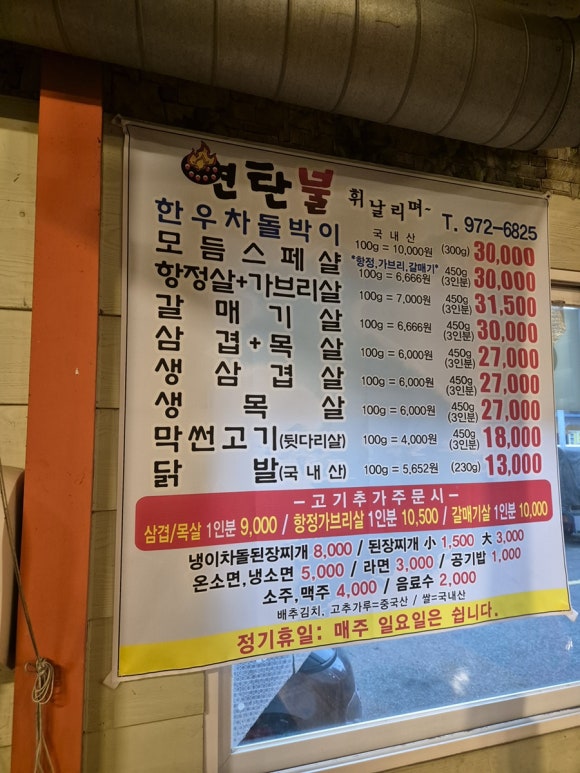 연탄불 휘날리며~ T. 972-6825
한우차돌박이 국내산 100g = 10,000원 (300g) 30,000
모듬스페샬 *항정,가브리,갈매기* 100g = 6,666원 450g (3인분) 30,000
항정살+가브리살 100g = 7,000원 450g (3인분) 31,500
갈매기살 100g = 6,666원 450g (3인분) 30,000
삼겹+목살 100g = 6,000원 450g (3인분) 27,000
생삼겹살 100g = 6,000원 450g (3인분) 27,000
생목살 100g = 6,000원 450g (3인분) 27,000
막썬고기(뒷다리살) 100g = 4,000원 450g (3인분) 18,000
닭발(국내산) 100g = 5,652원 (230g) 13,000
– 고기추가주문시 –
삼겹/목살 1인분 9,000 / 항정가브리살 1인분 10,500 / 갈매기살 1인분 10,000
냉이차돌된장찌개 8,000 / 된장찌개 小 1,500 大 3,000
온소면,냉소면 5,000 / 라면 3,000 / 공기밥 1,000
소주,맥주 4,000 / 음료수 2,000
배추김치. 고추가루=중국산 / 쌀=국내산
정기휴일: 매주 일요일은 쉽니다.